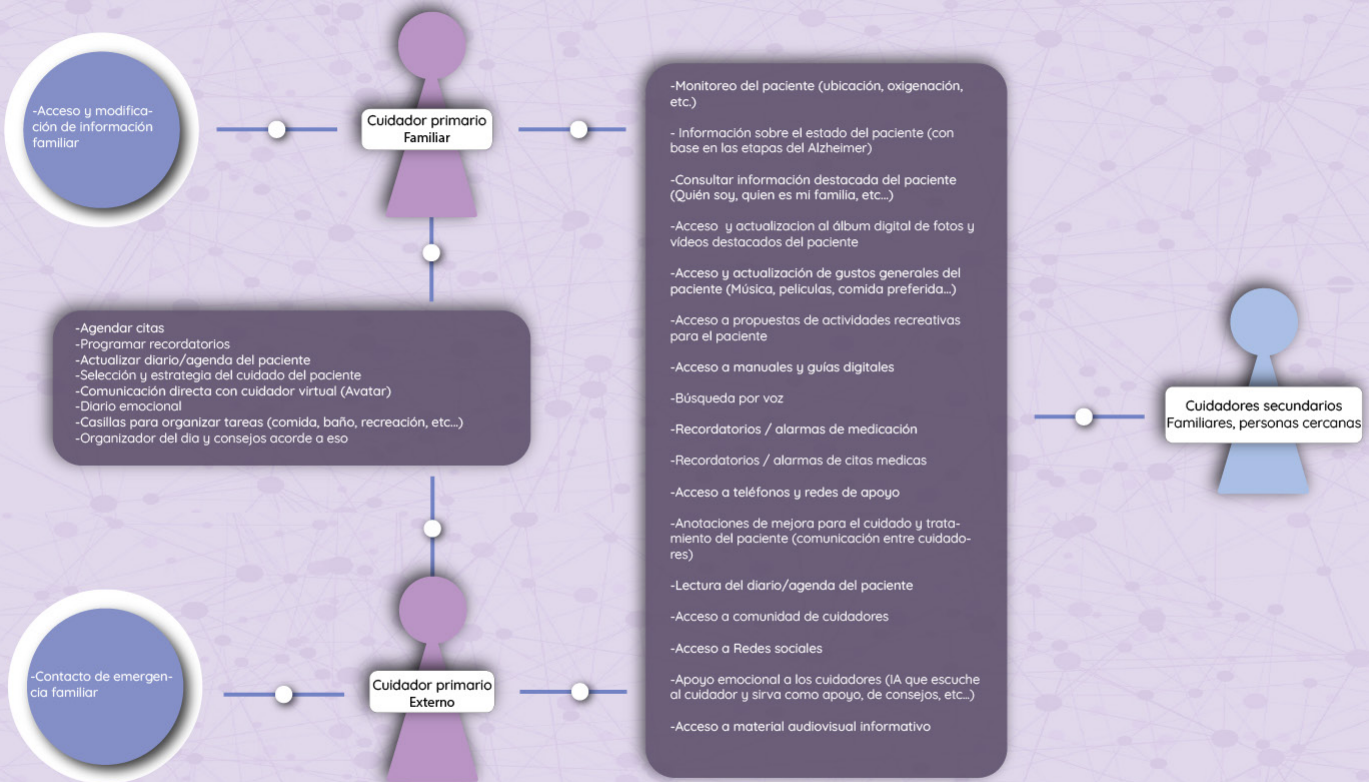 -Acceso y modifica-
ción de información
familiar
Cuidador primario
Familiar
-Agendar citas
-Programar recordatorios
-Actualizar diario/agenda del paciente
-Selección y estrategia del cuidado del paciente
-Comunicación directa con cuidador virtual (Avatar)
-Diario emocional
-Casillas para organizar tareas (comida, baño, recreación, etc...)
-Organizador del dia y consejos acorde a eso
-Contacto de emergen-
cia familiar
Cuidador primario
Externo
-Monitoreo del paciente (ubicación, oxigenación,
etc.)
- Información sobre el estado del paciente (con
base en las etapas del Alzheimer)
-Consultar información destacada del paciente
(Quién soy, quien es mi familia, etc...)
-Acceso  y actualizacion al álbum digital de fotos y
vídeos destacados del paciente
-Acceso y actualización de gustos generales del
paciente (Música, peliculas, comida preferida...)
-Acceso a propuestas de actividades recreativas
para el paciente
-Acceso a manuales y guías digitales
-Búsqueda por voz
-Recordatorios / alarmas de medicación
-Recordatorios / alarmas de citas medicas
-Acceso a teléfonos y redes de apoyo
-Anotaciones de mejora para el cuidado y trata-
miento del paciente (comunicación entre cuidado-
res)
-Lectura del diario/agenda del paciente
-Acceso a comunidad de cuidadores
-Acceso a Redes sociales
-Apoyo emocional a los cuidadores (IA que escuche
al cuidador y sirva como apoyo, de consejos, etc...)
-Acceso a material audiovisual informativo
Cuidadores secundarios
Familiares, personas cercanas